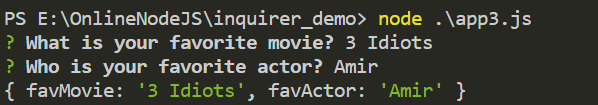 PS E:\OnlineNodeJS\inquirer_demo> node .\app3.js
? What is your favorite movie? 3 Idiots
? Who is your favorite actor? Amir
{ favMovie: '3 Idiots', favActor: 'Amir' }